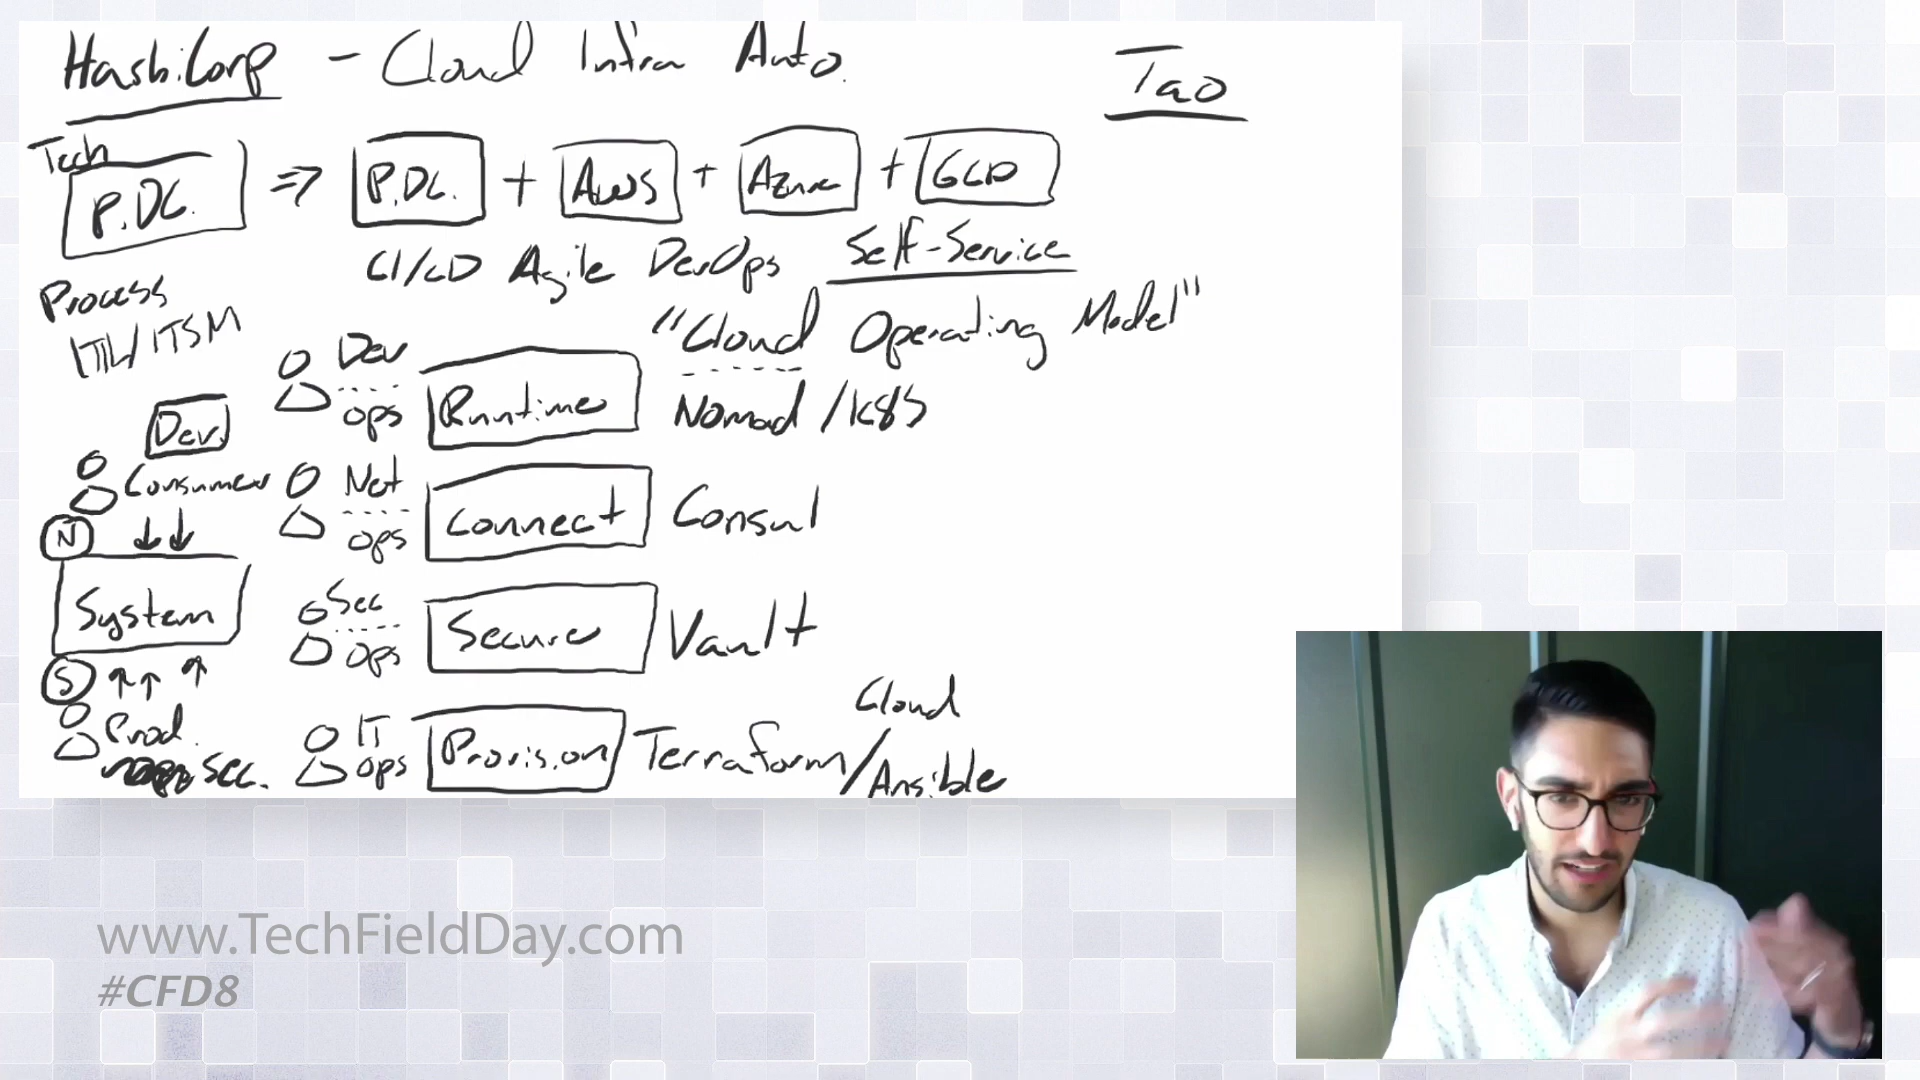 HashiCorp - Cloud Infra Auto.
Tao
Tech
P.DC. => P.DC. + AWS + Azure + GCP
CI/CD Agile DevOps Self-Service
Process
ITIL/ITSM
"Cloud Operating Model"
Dev
ops
Runtime
Nomad/K8S
Dev.
Consumer
Net
ops
Connect
Consul
N
System
Sec
ops
Secure
Vault
S
Prod.
Sec.
IT
ops
Provision
Terraform/
Cloud
Ansible
www.TechFieldDay.com
#CFD8